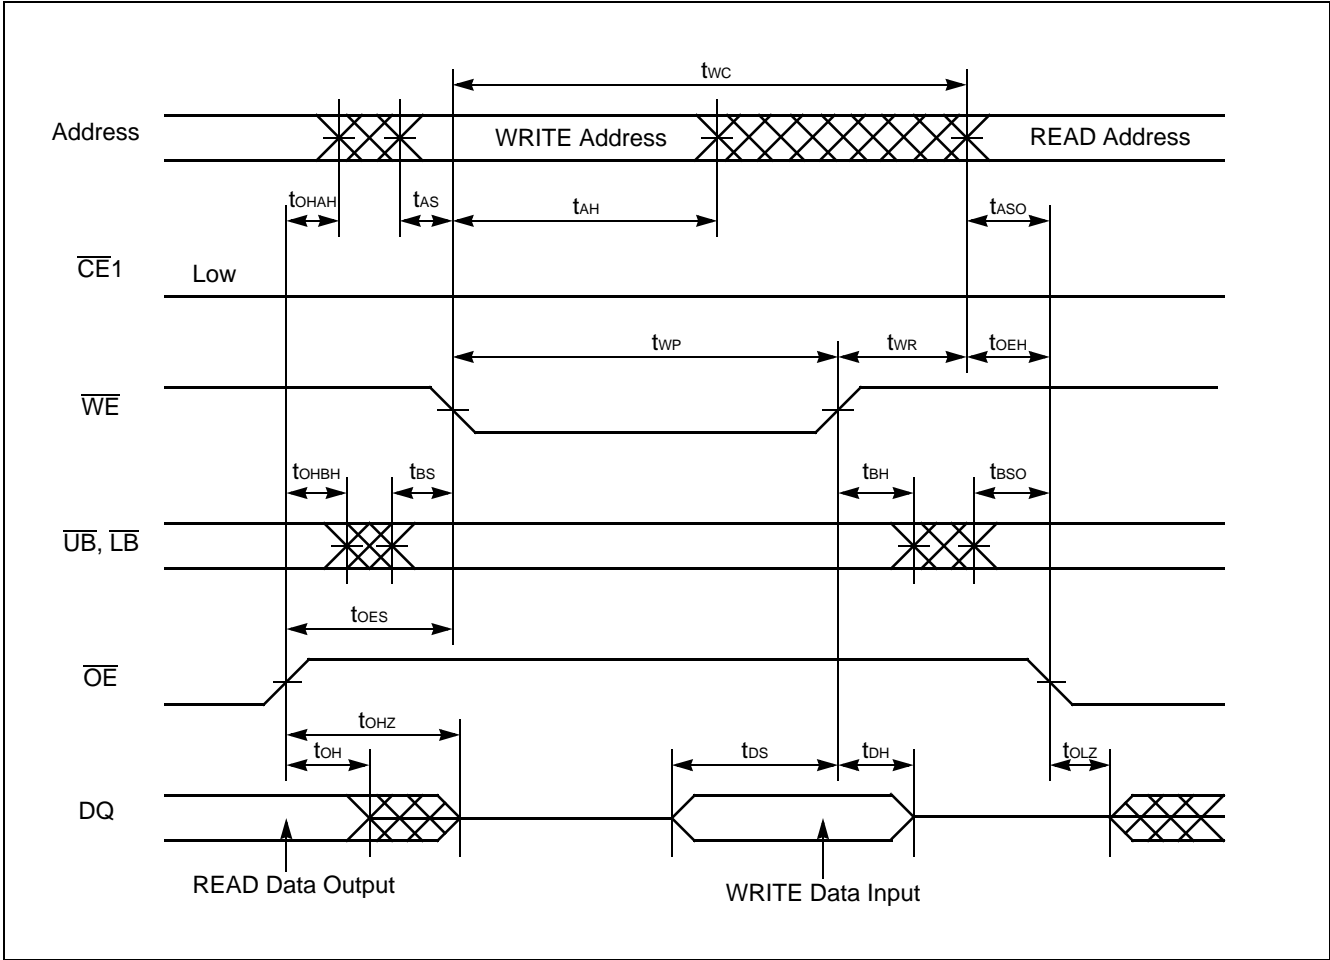 tWC
Address
WRITE Address
READ Address
tOHAH
tAS
tAH
tASO
CE1
Low
tWP
tWR
tOEH
WE
tOHBH
tBS
tBH
tBSO
UB, LB
tOES
OE
tOHZ
tOH
tDS
tDH
tOLZ
DQ
READ Data Output
WRITE Data Input